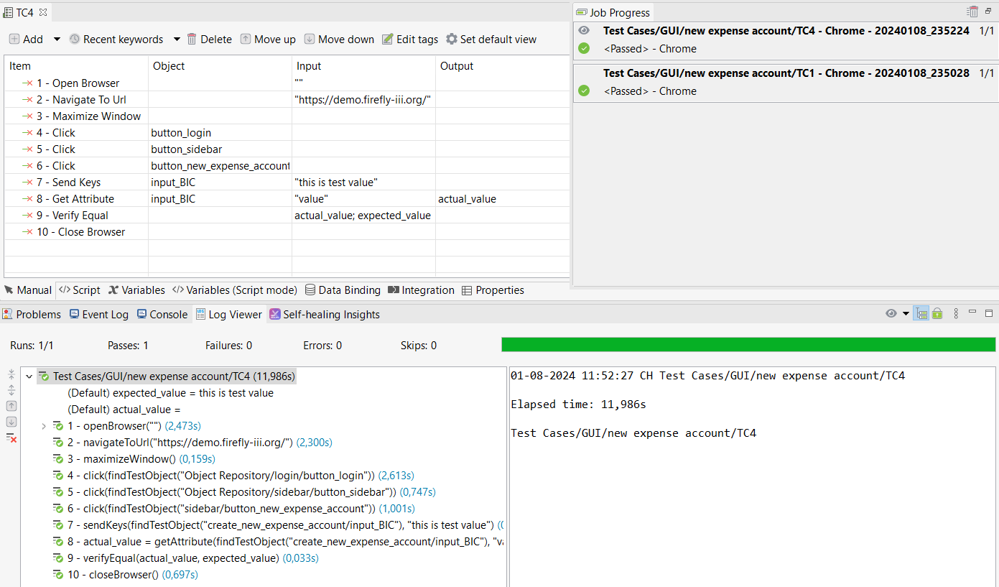 TC4
Add Recent keywords Delete Move up Move down Edit tags Set default view
Item Object Input Output
1 - Open Browser ""
2 - Navigate To Url "https://demo.firefly-iii.org/"
3 - Maximize Window
4 - Click button_login
5 - Click button_sidebar
6 - Click button_new_expense_account
7 - Send Keys input_BIC "this is test value"
8 - Get Attribute input_BIC "value" actual_value
9 - Verify Equal actual_value; expected_value
10 - Close Browser
Manual Script Variables Variables (Script mode) Data Binding Integration Properties
Job Progress
Test Cases/GUI/new expense account/TC4 - Chrome - 20240108_235224 1/1
<Passed> - Chrome
Test Cases/GUI/new expense account/TC1 - Chrome - 20240108_235028 1/1
<Passed> - Chrome
Problems Event Log Console Log Viewer Self-healing Insights
Runs: 1/1 Passes: 1 Failures: 0 Errors: 0 Skips: 0
Test Cases/GUI/new expense account/TC4 (11,986s)
(Default) expected_value = this is test value
(Default) actual_value =
1 - openBrowser("") (2,473s)
2 - navigateToUrl("https://demo.firefly-iii.org/") (2,300s)
3 - maximizeWindow() (0,159s)
4 - click(findTestObject("Object Repository/login/button_login")) (2,613s)
5 - click(findTestObject("Object Repository/sidebar/button_sidebar")) (0,747s)
6 - click(findTestObject("sidebar/button_new_expense_account")) (1,001s)
7 - sendKeys(findTestObject("create_new_expense_account/input_BIC"), "this is test value") (
8 - actual_value = getAttribute(findTestObject("create_new_expense_account/input_BIC"), "v
9 - verifyEqual(actual_value, expected_value) (0,033s)
10 - closeBrowser() (0,697s)
01-08-2024 11:52:27 CH Test Cases/GUI/new expense account/TC4
Elapsed time: 11,986s
Test Cases/GUI/new expense account/TC4